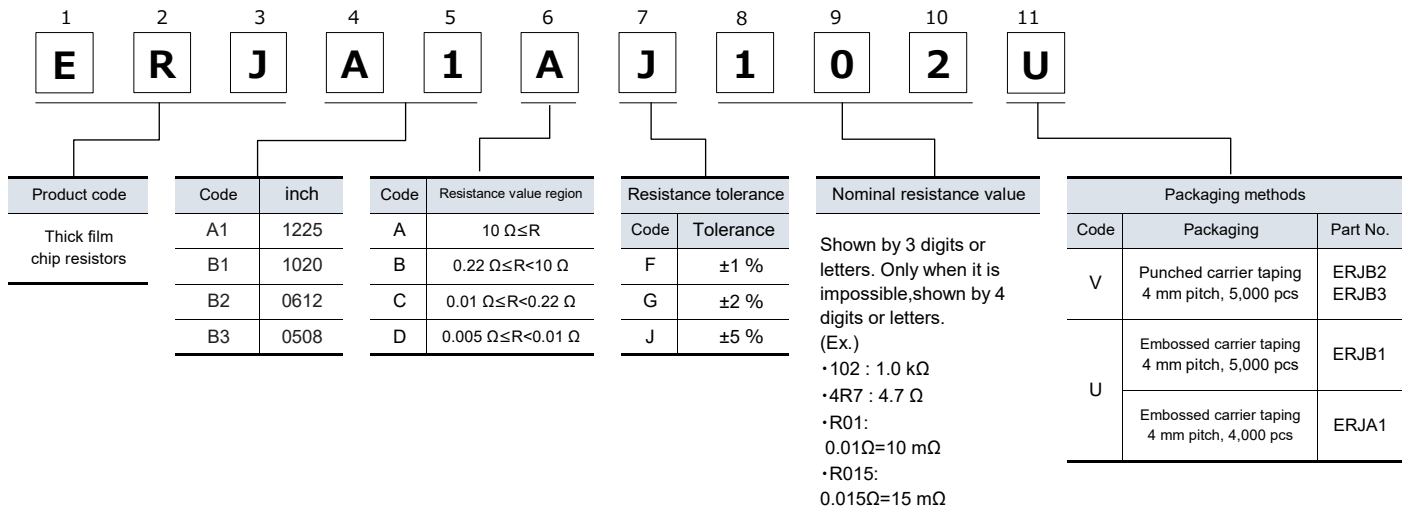 1 2 3 4 5 6 7 8 9 10 11
E R J A 1 A J 1 0 2 U
Product code
Thick film
chip resistors
Code inch
A1 1225
B1 1020
B2 0612
B3 0508
Code Resistance value region
A 10 Ω≤R
B 0.22 Ω≤R<10 Ω
C 0.01 Ω≤R<0.22 Ω
D 0.005 Ω≤R<0.01 Ω
Resistance tolerance
Code Tolerance
F ±1 %
G ±2 %
J ±5 %
Nominal resistance value
Shown by 3 digits or
letters. Only when it is
impossible,shown by 4
digits or letters.
(Ex.)
・102 : 1.0 kΩ
・4R7 : 4.7 Ω
・R01:
0.01Ω=10 mΩ
・R015:
0.015Ω=15 mΩ
Packaging methods
Code Packaging Part No.
V
Punched carrier taping
4 mm pitch, 5,000 pcs
ERJB2
ERJB3
U
Embossed carrier taping
4 mm pitch, 5,000 pcs
ERJB1
Embossed carrier taping
4 mm pitch, 4,000 pcs
ERJA1